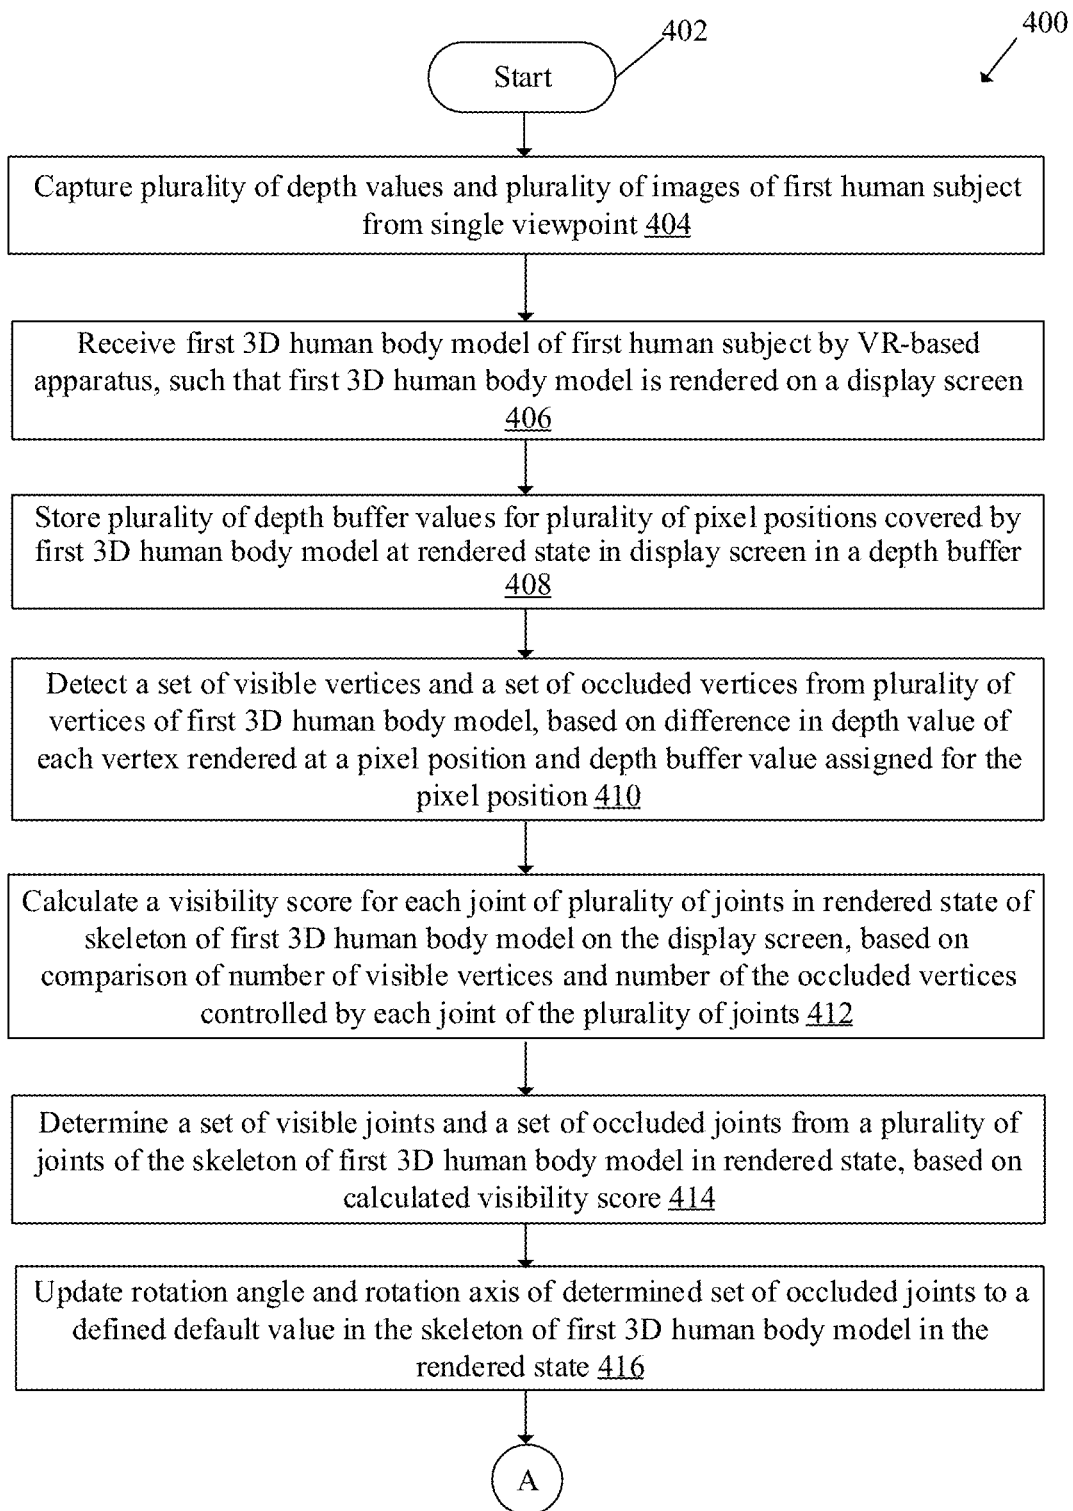 402
400
Start
Capture plurality of depth values and plurality of images of first human subject
from single viewpoint 404
Receive first 3D human body model of first human subject by VR-based
apparatus, such that first 3D human body model is rendered on a display screen
406
Store plurality of depth buffer values for plurality of pixel positions covered by
first 3D human body model at rendered state in display screen in a depth buffer
408
Detect a set of visible vertices and a set of occluded vertices from plurality of
vertices of first 3D human body model, based on difference in depth value of
each vertex rendered at a pixel position and depth buffer value assigned for the
pixel position 410
Calculate a visibility score for each joint of plurality of joints in rendered state of
skeleton of first 3D human body model on the display screen, based on
comparison of number of visible vertices and number of the occluded vertices
controlled by each joint of the plurality of joints 412
Determine a set of visible joints and a set of occluded joints from a plurality of
joints of the skeleton of first 3D human body model in rendered state, based on
calculated visibility score 414
Update rotation angle and rotation axis of determined set of occluded joints to a
defined default value in the skeleton of first 3D human body model in the
rendered state 416
A